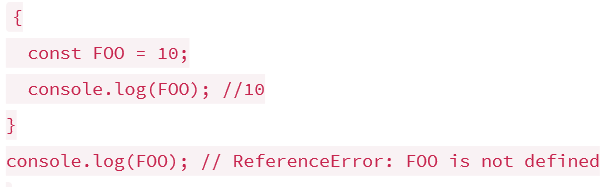 {
  const FOO = 10;
  console.log(FOO); //10
}
console.log(FOO); // ReferenceError: FOO is not defined